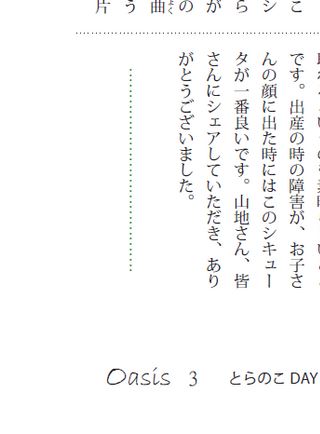 こ
シ
ら
が
の
曲
う
片
です。出産の時の障害が、お子さ
んの顔に出た時にはこのシキュー
タが一番良いです。山地さん、皆
さんにシェアしていただき、あり
がとうございました。
Oasis 3 とらのこ DAY